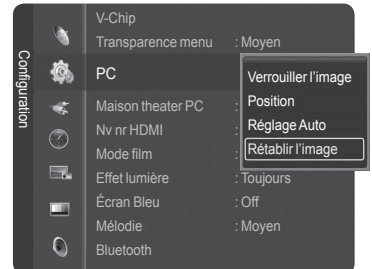 Configuration
V-Chip
Transparence menu : Moyen
PC
Maison theater PC :
Nv nr HDMI :
Mode film :
Effet lumière : Toujours
Écran Bleu : Off
Mélodie : Moyen
Bluetooth
Verrouiller l'image
Position
Réglage Auto
Rétablir l'image